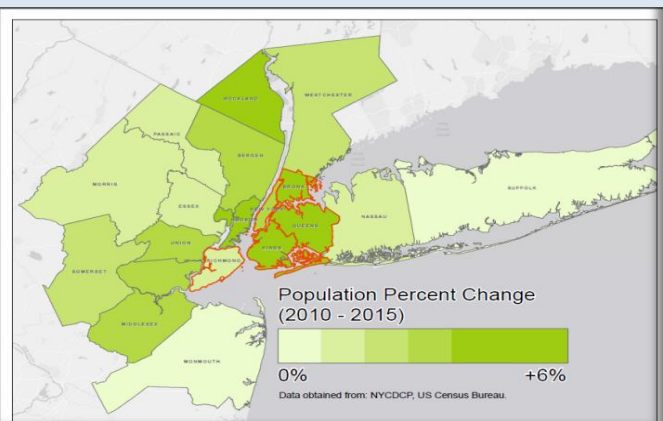 ROCKLAND
WESTCHESTER
PASSAIC
BERGEN
MORRIS
ESSEX
BRONX
HUDSON
SUFFOLK
NASSAU
QUEENS
UNION
KINGS
RICHMOND
SOMERSET
MIDDLESEX
MONMOUTH
Population Percent Change
(2010 - 2015)
0% +6%
Data obtained from: NYCDCP, US Census Bureau.